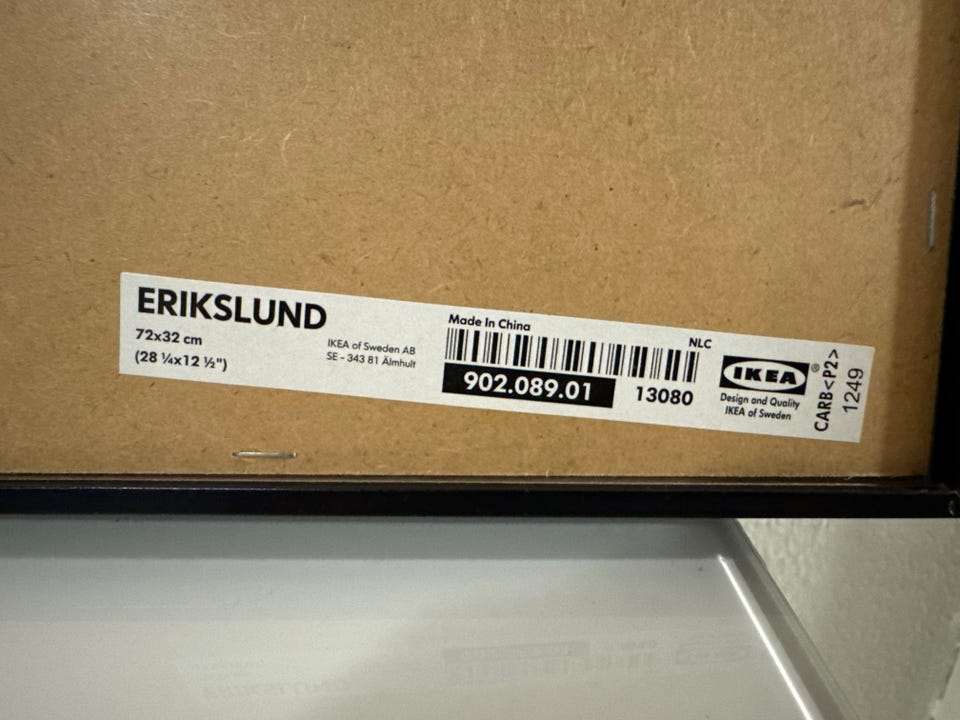 ERIKSLUND
72x32 cm
(28 ¼x12 ½")
IKEA of Sweden AB
SE - 343 81 Älmhult
Made In China
NLC
902.089.01
13080
IKEA®
Design and Quality
IKEA of Sweden
CARB<P2>
1249